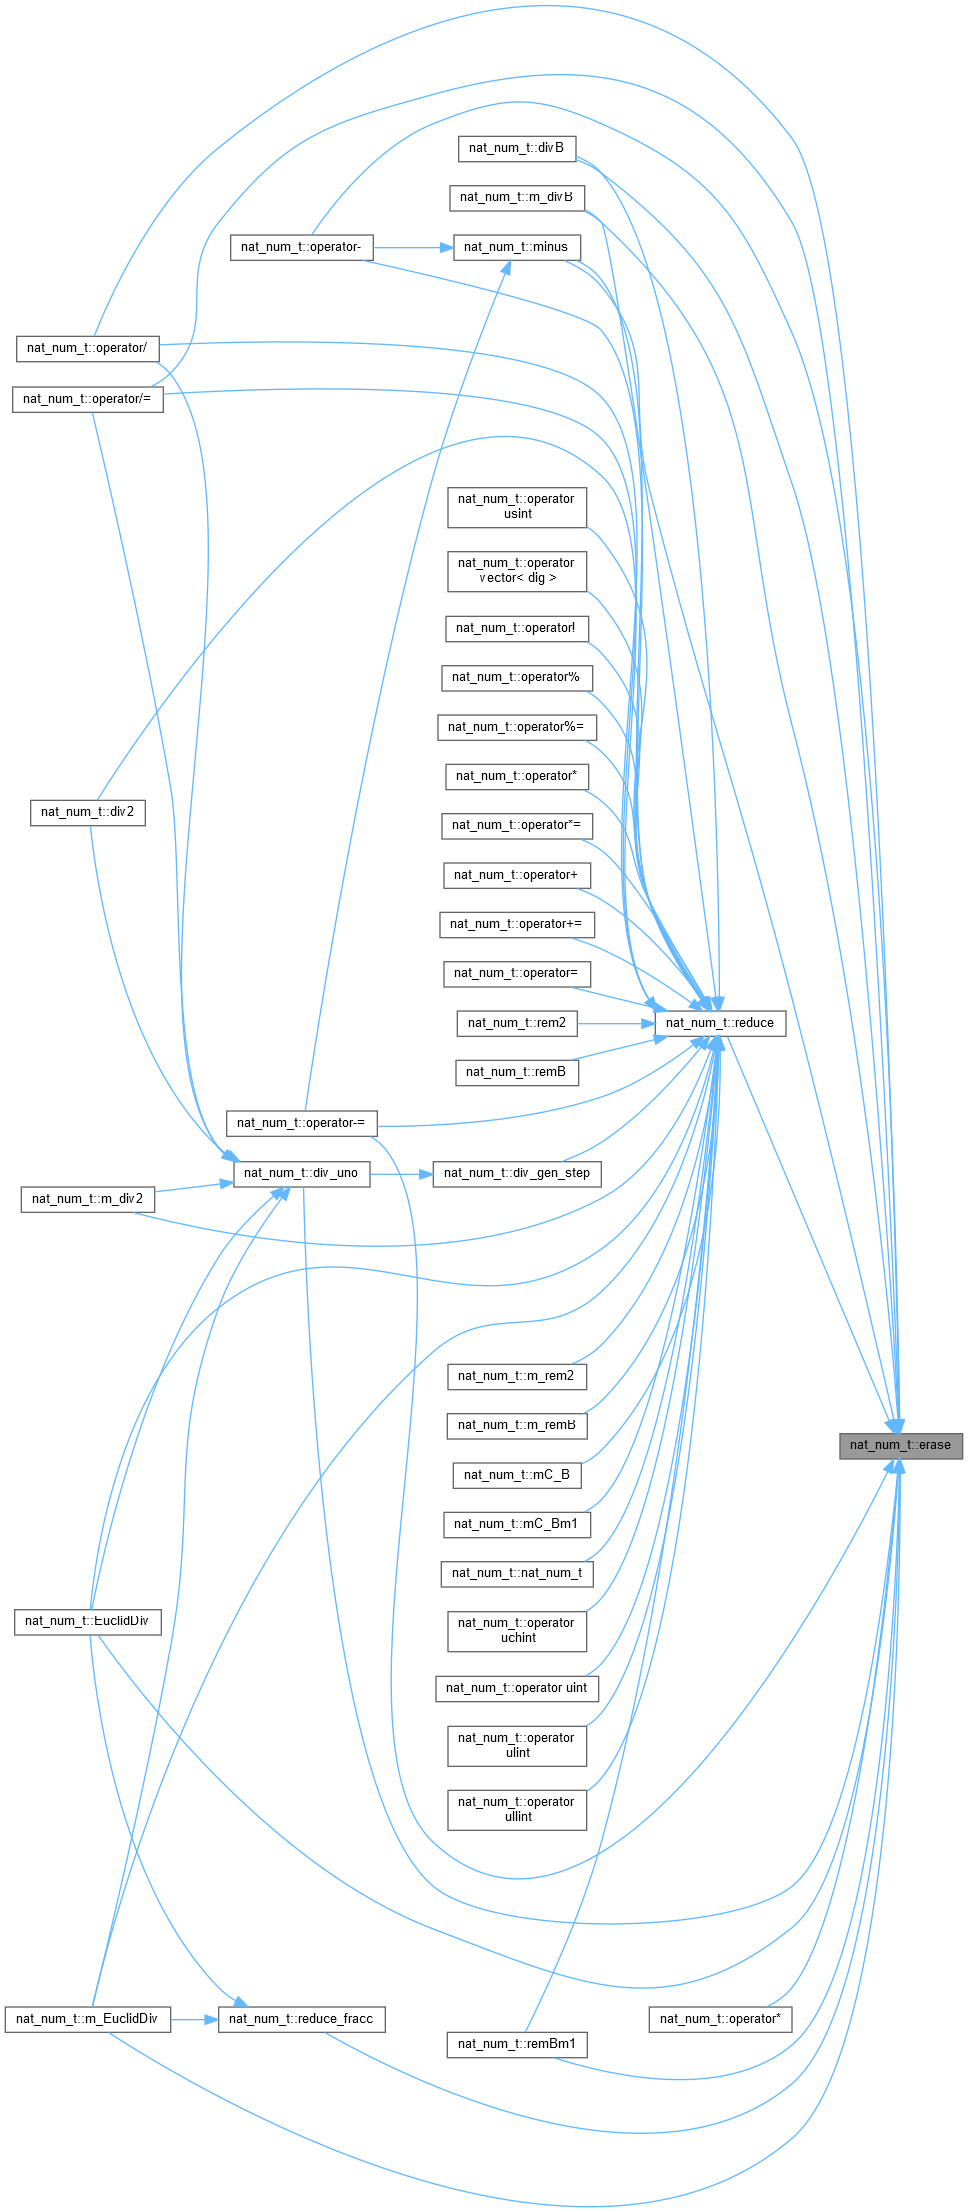 nat_num_t::divB
nat_num_t::m_divB
nat_num_t::operator-
nat_num_t::minus
nat_num_t::operator/
nat_num_t::operator/=
nat_num_t::operator
usint
nat_num_t::operator
vector< dig >
nat_num_t::operator!
nat_num_t::operator%
nat_num_t::operator%=
nat_num_t::operator*
nat_num_t::div2
nat_num_t::operator*=
nat_num_t::operator+
nat_num_t::operator+=
nat_num_t::operator=
nat_num_t::rem2
nat_num_t::reduce
nat_num_t::remB
nat_num_t::operator-=
nat_num_t::div_uno
nat_num_t::div_gen_step
nat_num_t::m_div2
nat_num_t::m_rem2
nat_num_t::m_remB
nat_num_t::erase
nat_num_t::mC_B
nat_num_t::mC_Bm1
nat_num_t::nat_num_t
nat_num_t::EuclidDiv
nat_num_t::operator
uchint
nat_num_t::operator uint
nat_num_t::operator
ulint
nat_num_t::operator
ullint
nat_num_t::m_EuclidDiv
nat_num_t::reduce_fracc
nat_num_t::operator*
nat_num_t::remBm1